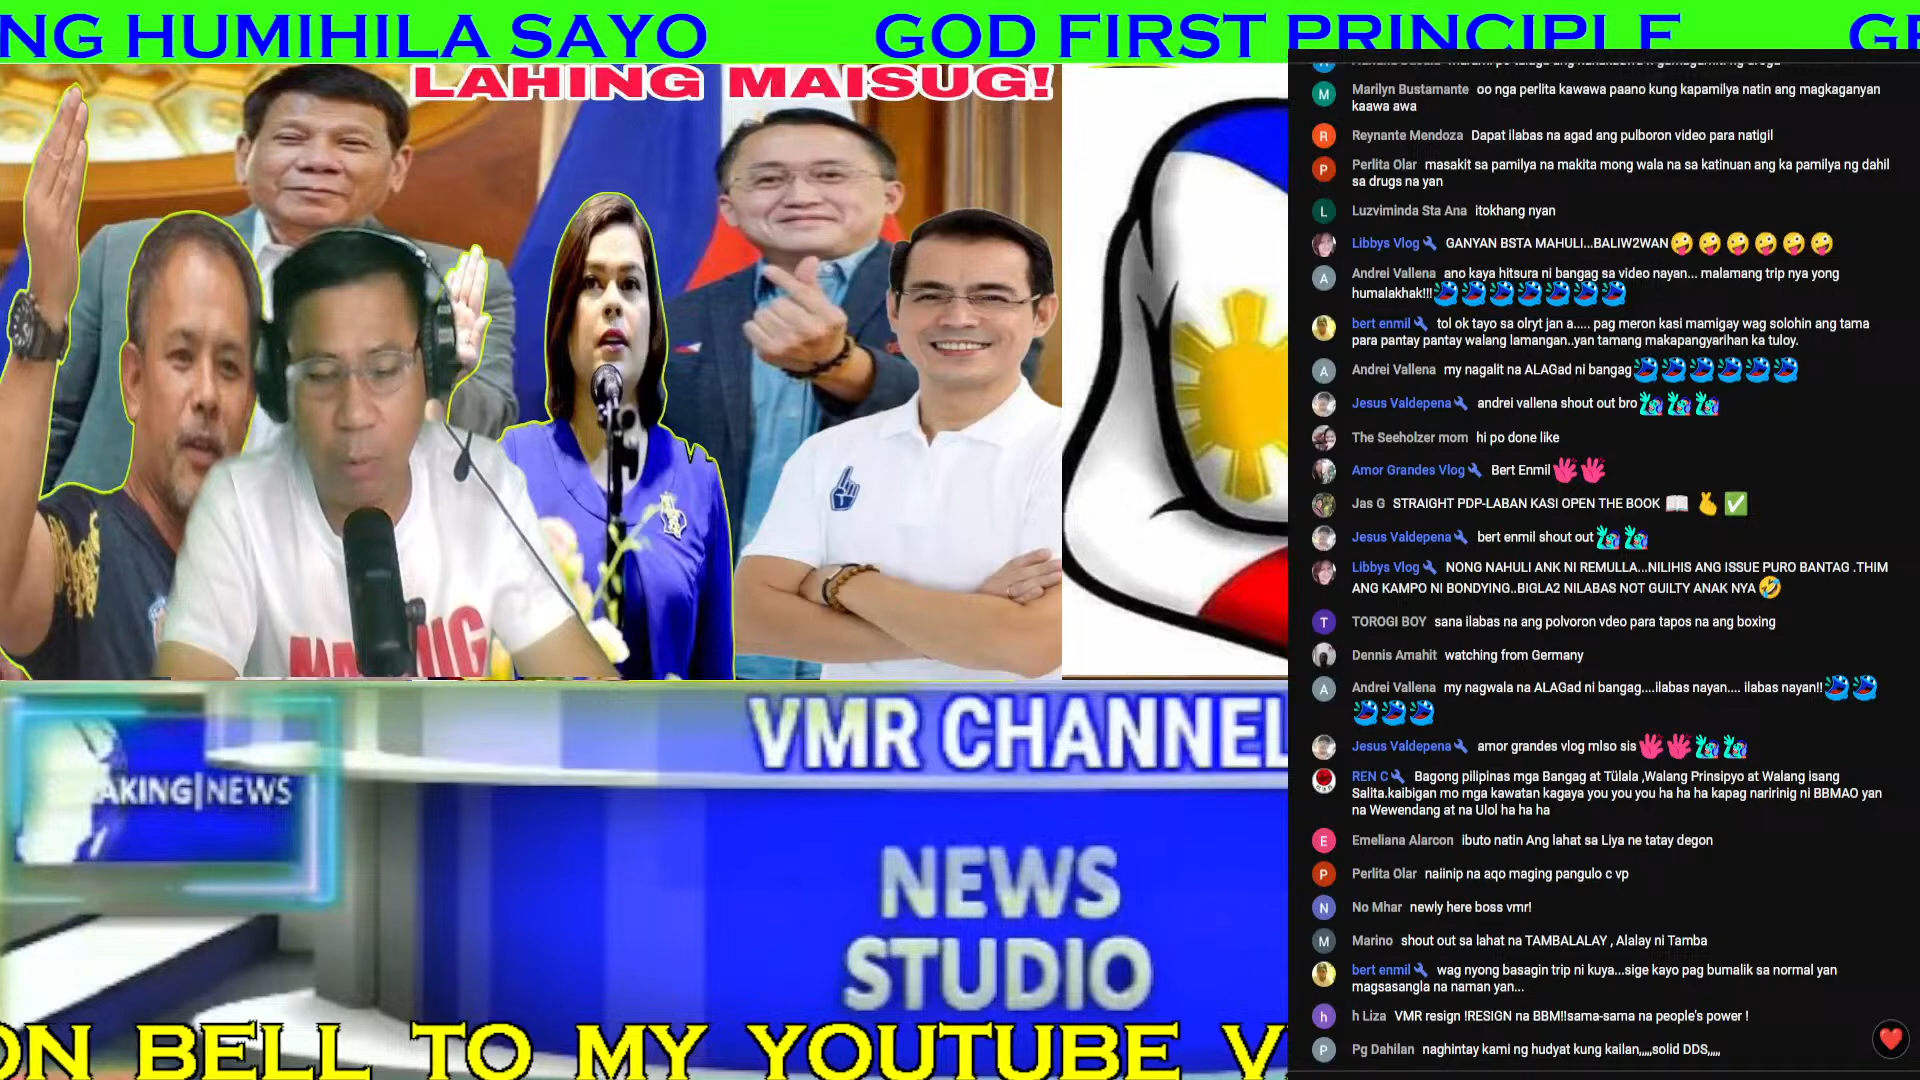 NG HUMIHILA SAYO GOD FIRST PRINCIPLE
LAHING MAISUG!
VMR CHANNEL
AKING|NEWS
NEWS
STUDIO
ON BELL TO MY YOUTUBE V
Marilyn Bustamante oo nga perlita kawawa paano kung kapamilya natin ang magkaganyan
kaawa awa
Reynante Mendoza Dapat ilabas na agad ang pulboron video para natigil
Perlita Olar masakit sa pamilya na makita mong wala na sa katinuan ang ka pamilya ng dahil
sa drugs na yan
Luzviminda Sta Ana itokhang nyan
Libbys Vlog GANYAN BSTA MAHULI...BALIW2WAN🤪🤪🤪🤪🤪🤪
Andrei Vallena ano kaya hitsura ni bangag sa video nayan... malamang trip nya yong
humalakhak!!!
bert enmil tol ok tayo sa olryt jan a..... pag meron kasi mamigay wag solohin ang tama
para pantay pantay walang lamangan..yan tamang makapangyarihan ka tuloy.
Andrei Vallena my nagalit na ALAGad ni bangag
Jesus Valdepena andrei vallena shout out bro
The Seeholzer mom hi po done like
Amor Grandes Vlog Bert Enmil
Jas G STRAIGHT PDP-LABAN KASI OPEN THE BOOK 📖 🫰 ✅
Jesus Valdepena bert enmil shout out
Libbys Vlog NONG NAHULI ANK NI REMULLA...NILIHIS ANG ISSUE PURO BANTAG .THIM
ANG KAMPO NI BONDYING..BIGLA2 NILABAS NOT GUILTY ANAK NYA 🤣
TOROGI BOY sana ilabas na ang polvoron vdeo para tapos na ang boxing
Dennis Amahit watching from Germany
Andrei Vallena my nagwala na ALAGad ni bangag....ilabas nayan.... ilabas nayan!!
Jesus Valdepena amor grandes vlog mlso sis
REN C Bagong pilipinas mga Bangag at Tülala ,Walang Prinsipyo at Walang isang
Salita.kaibigan mo mga kawatan kagaya you you you ha ha ha kapag naririnig ni BBMAO yan
na Wewendang at na Ulol ha ha ha
Emeliana Alarcon ibuto natin Ang lahat sa Liya ne tatay degon
Perlita Olar naiinip na aqo maging pangulo c vp
No Mhar newly here boss vmr!
Marino shout out sa lahat na TAMBALALAY , Alalay ni Tamba
bert enmil wag nyong basagin trip ni kuya...sige kayo pag bumalik sa normal yan
magsasangla na naman yan...
h Liza VMR resign !RESIGN na BBM!!sama-sama na people's power !
Pg Dahilan naghintay kami ng hudyat kung kailan,,,,,solid DDS,,,,,